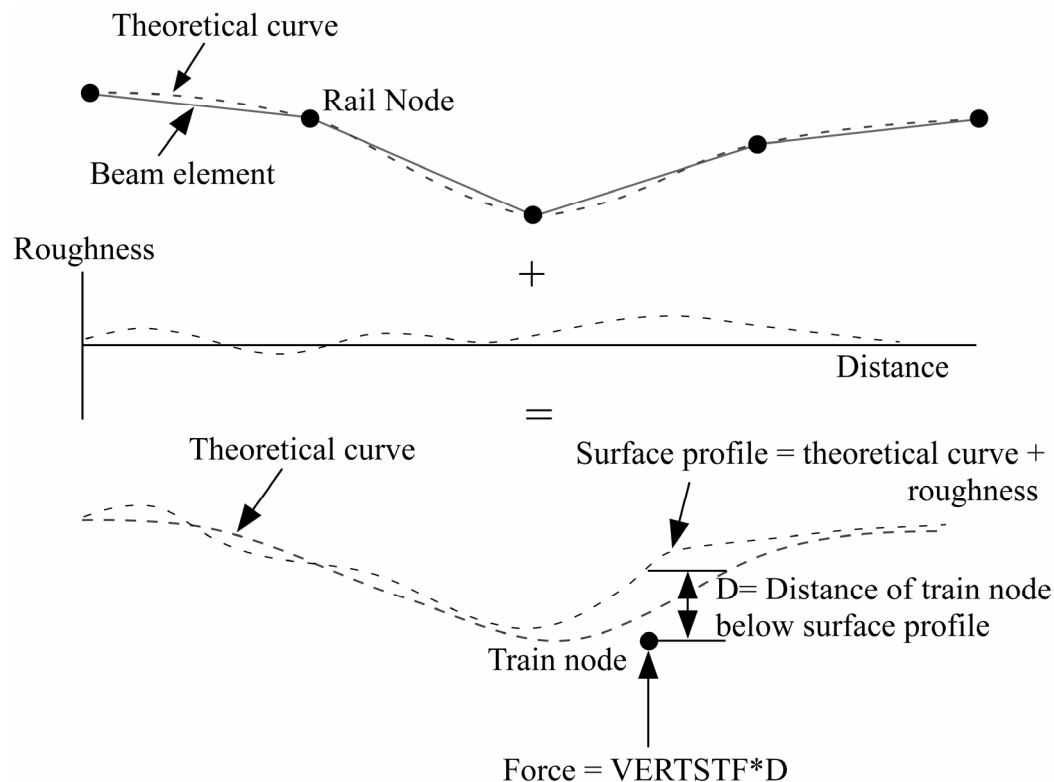 Theoretical curve
Rail Node
Beam element
Roughness
+
Distance
=
Theoretical curve
Surface profile = theoretical curve +
roughness
D= Distance of train node
below surface profile
Train node
Force = VERTSTF*D